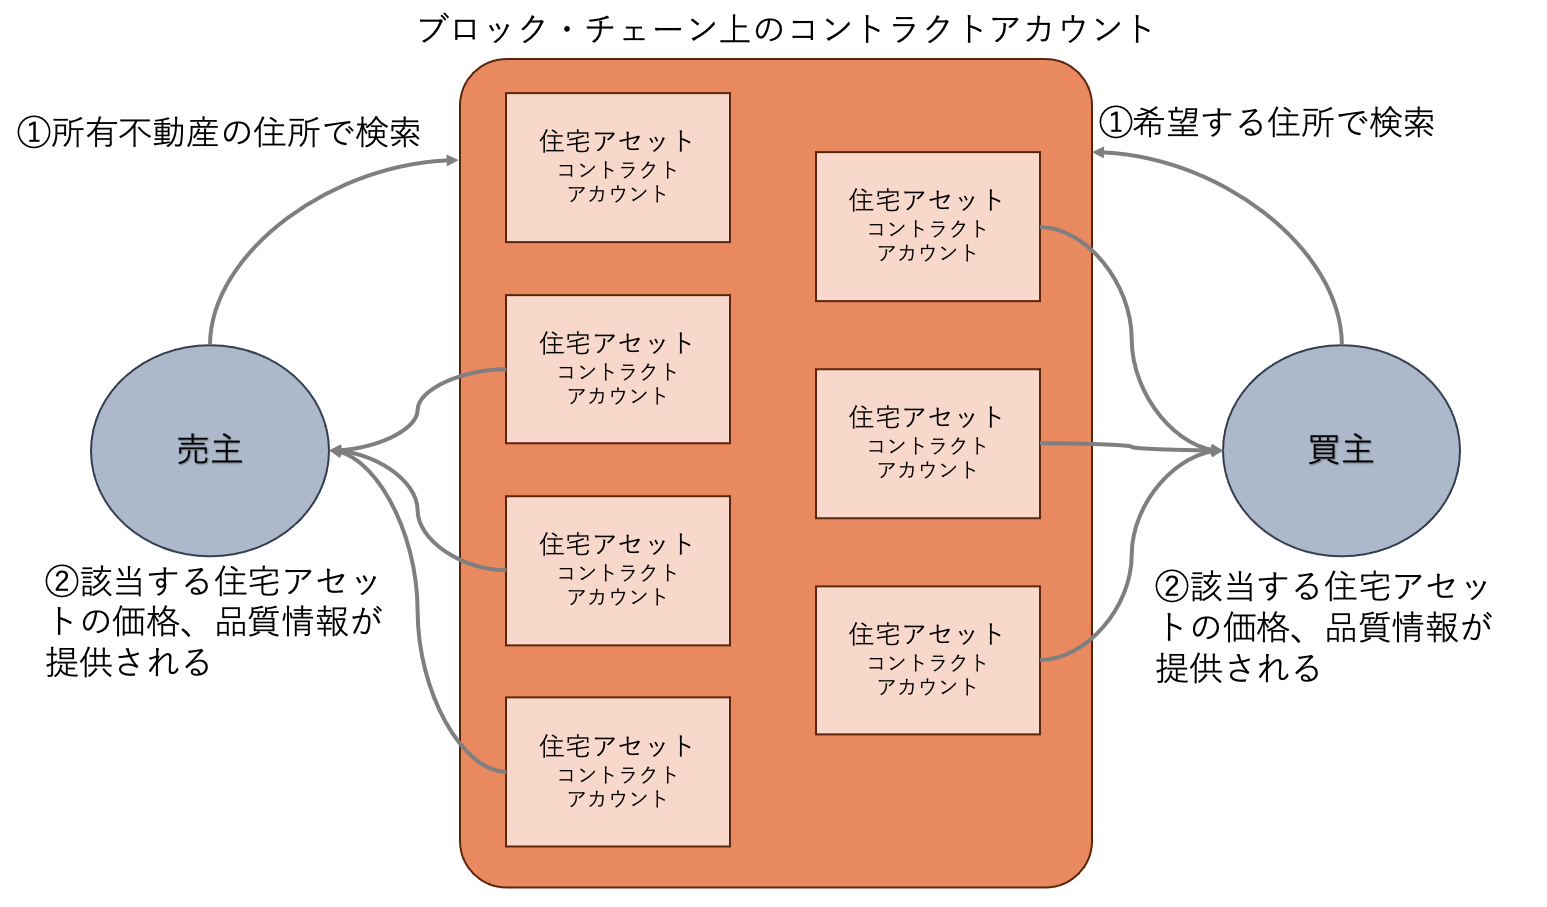 ブロック・チェーン上のコントラクトアカウント
①所有不動産の住所で検索
①希望する住所で検索
住宅アセット
コントラクト
アカウント
住宅アセット
コントラクト
アカウント
住宅アセット
コントラクト
アカウント
住宅アセット
コントラクト
アカウント
住宅アセット
コントラクト
アカウント
住宅アセット
コントラクト
アカウント
住宅アセット
コントラクト
アカウント
売主
買主
②該当する住宅アセッ
トの価格、品質情報が
提供される
②該当する住宅アセッ
トの価格、品質情報が
提供される